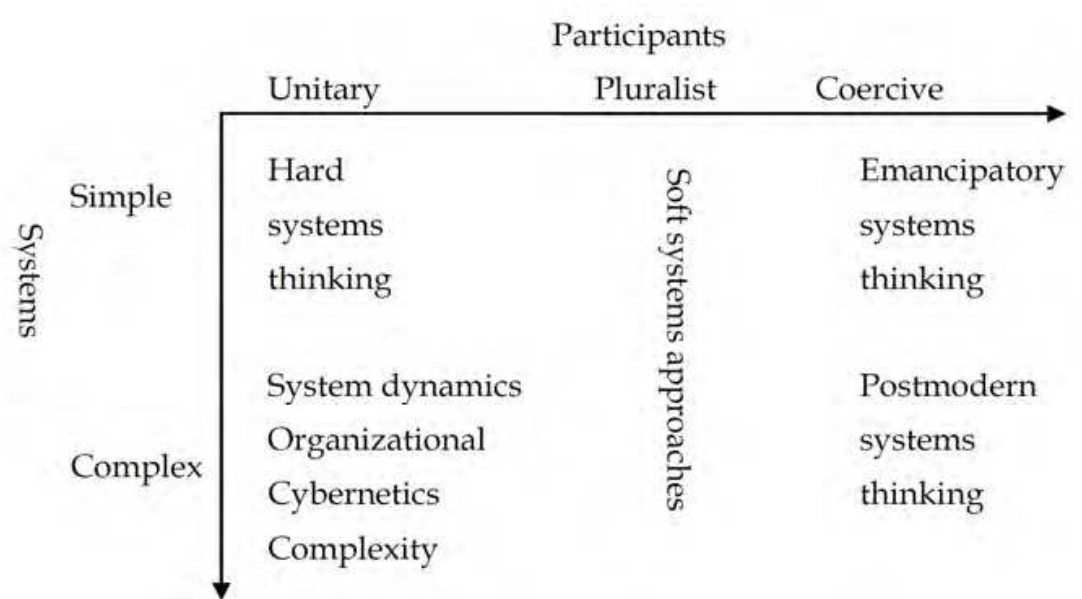 Participants
Unitary Pluralist Coercive
Simple
Systems
Hard
systems
thinking
Soft systems approaches
Emancipatory
systems
thinking
Complex
System dynamics
Organizational
Cybernetics
Complexity
Postmodern
systems
thinking